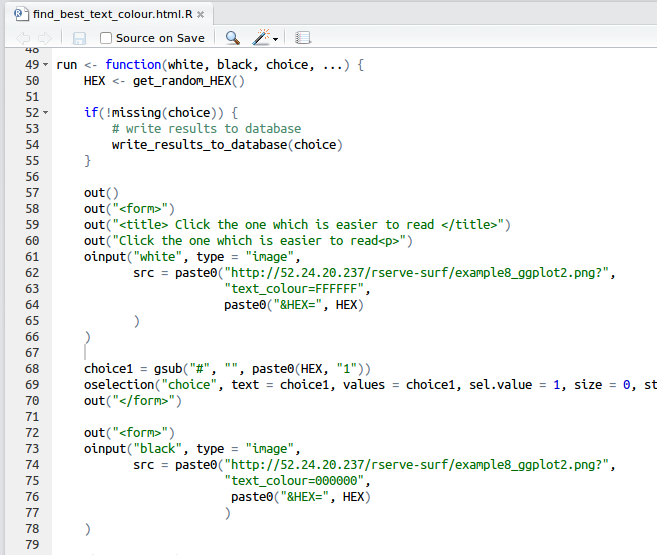 find_best_text_colour.html.R ×
Source on Save
48
49 run <- function(white, black, choice, ...) {
50     HEX <- get_random_HEX()
51
52     if(!missing(choice)) {
53         # write results to database
54         write_results_to_database(choice)
55     }
56
57     out()
58     out("<form>")
59     out("<title> Click the one which is easier to read </title>")
60     out("Click the one which is easier to read<p>")
61     oinput("white", type = "image",
62            src = paste0("http://52.24.20.237/rserve-surf/example8_ggplot2.png?",
63                         "text_colour=FFFFFF",
64                         paste0("&HEX=", HEX)
65            )
66     )
67
68     choice1 = gsub("#", "", paste0(HEX, "1"))
69     oselection("choice", text = choice1, values = choice1, sel.value = 1, size = 0, st
70     out("</form>")
71
72     out("<form>")
73     oinput("black", type = "image",
74            src = paste0("http://52.24.20.237/rserve-surf/example8_ggplot2.png?",
75                         "text_colour=000000",
76                          paste0("&HEX=", HEX)
77                         )
78     )
79